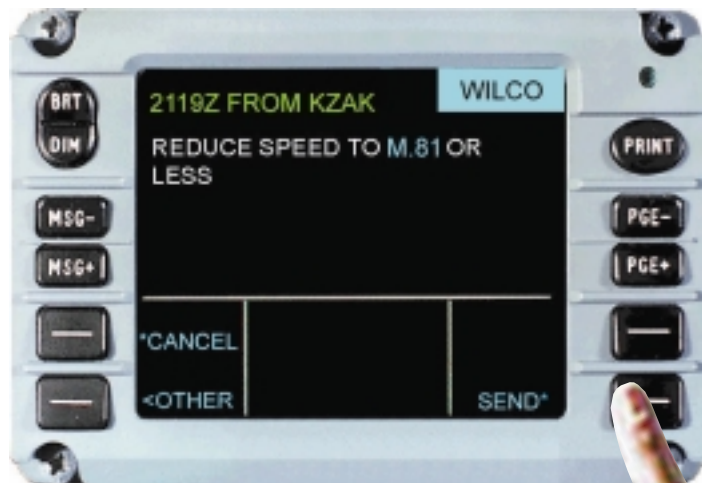 BRT
DIM
2119Z FROM KZAK
WILCO
REDUCE SPEED TO M.81 OR
LESS
PRINT
MSG-
MSG+
PGE-
PGE+
*CANCEL
<OTHER
SEND*